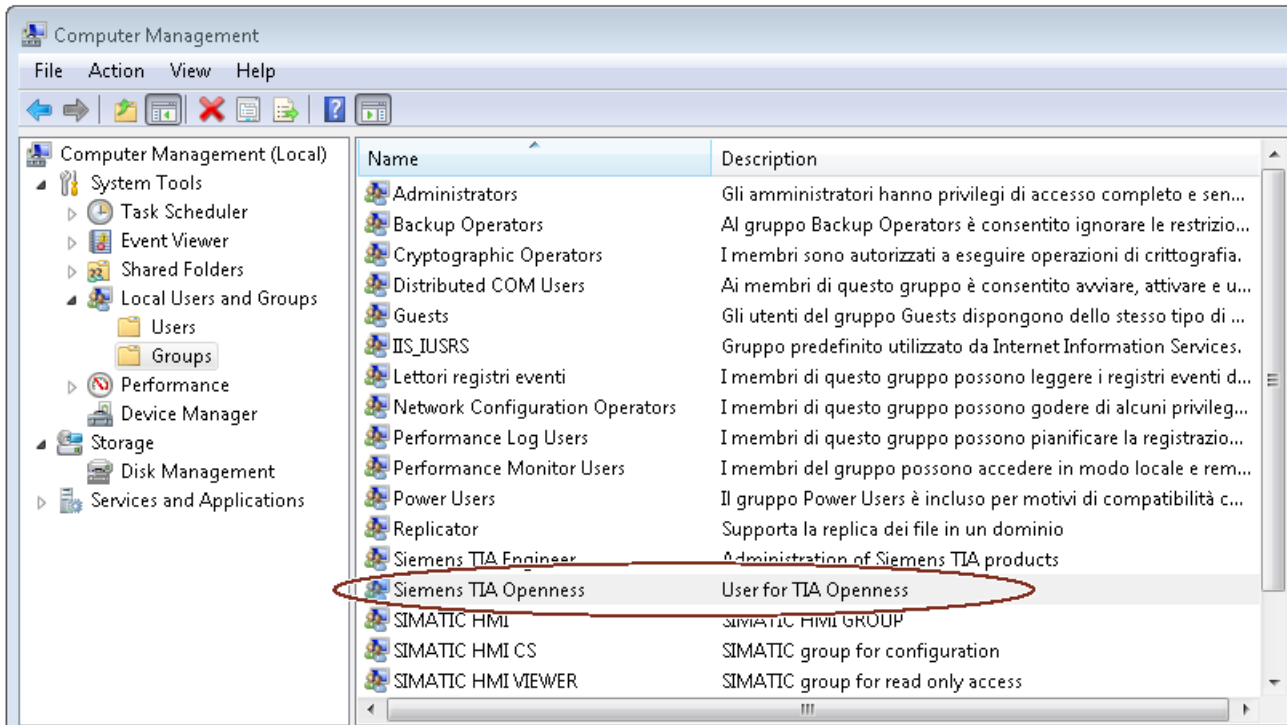 Computer Management
File Action View Help
Computer Management (Local)
System Tools
Task Scheduler
Event Viewer
Shared Folders
Local Users and Groups
Users
Groups
Performance
Device Manager
Storage
Disk Management
Services and Applications
Name Description
Administrators Gli amministratori hanno privilegi di accesso completo e sen...
Backup Operators Al gruppo Backup Operators è consentito ignorare le restrizio...
Cryptographic Operators I membri sono autorizzati a eseguire operazioni di crittografia.
Distributed COM Users Ai membri di questo gruppo è consentito avviare, attivare e u...
Guests Gli utenti del gruppo Guests dispongono dello stesso tipo di ...
IIS_IUSRS Gruppo predefinito utilizzato da Internet Information Services.
Lettori registri eventi I membri di questo gruppo possono leggere i registri eventi d...
Network Configuration Operators I membri di questo gruppo possono godere di alcuni privileg...
Performance Log Users I membri di questo gruppo possono pianificare la registrazio...
Performance Monitor Users I membri del gruppo possono accedere in modo locale e rem...
Power Users Il gruppo Power Users è incluso per motivi di compatibilità c...
Replicator Supporta la replica dei file in un dominio
Siemens TIA Engineer Administration of Siemens TIA products
Siemens TIA Openness User for TIA Openness
SIMATIC HMI SIMATIC HMI GROUP
SIMATIC HMI CS SIMATIC group for configuration
SIMATIC HMI VIEWER SIMATIC group for read only access